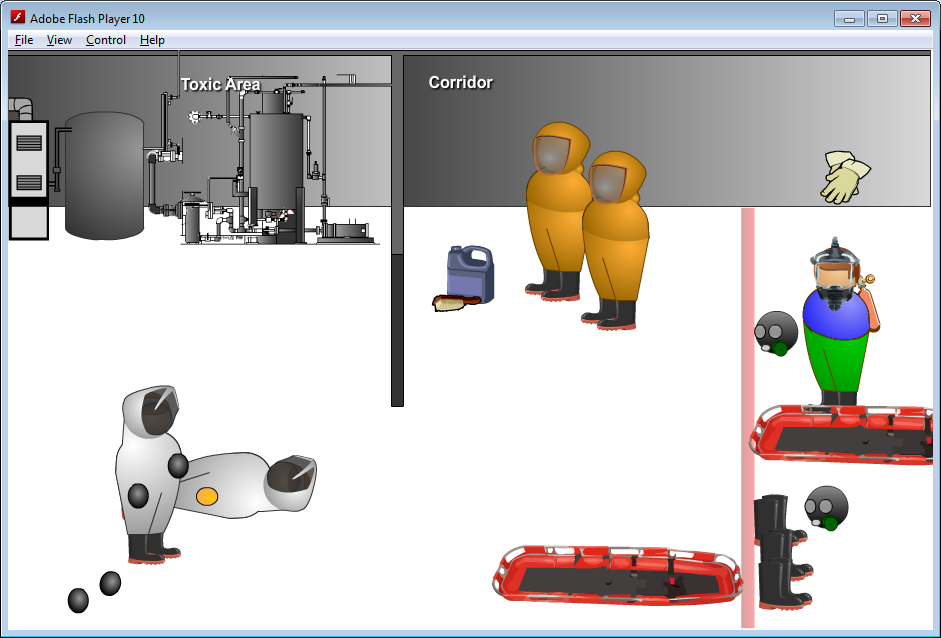 Adobe Flash Player 10
File View Control Help
Toxic Area
Corridor